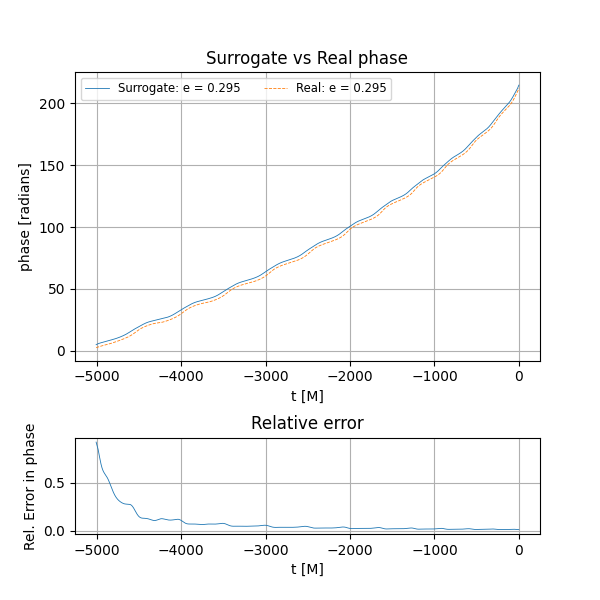 Surrogate vs Real phase
Surrogate: e = 0.295 Real: e = 0.295
phase [radians]
200
150
100
50
0
−5000 −4000 −3000 −2000 −1000 0
t [M]
Relative error
Rel. Error in phase
0.5
0.0
−5000 −4000 −3000 −2000 −1000 0
t [M]